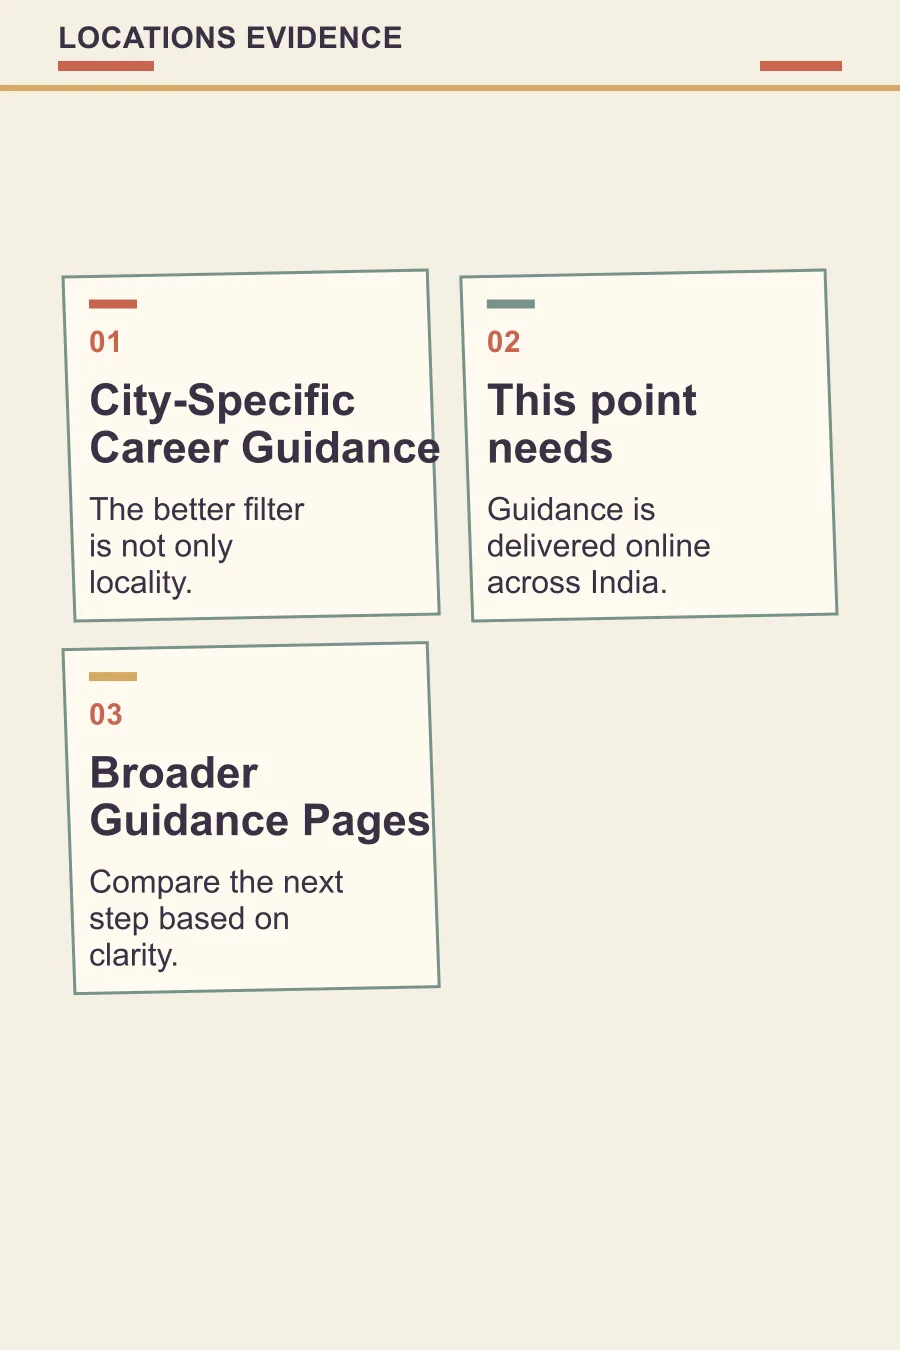 LOCATIONS EVIDENCE
01
City-Specific
Career Guidance
The better filter
is not only
locality.
02
This point
needs
Guidance is
delivered online
across India.
03
Broader
Guidance Pages
Compare the next
step based on
clarity.